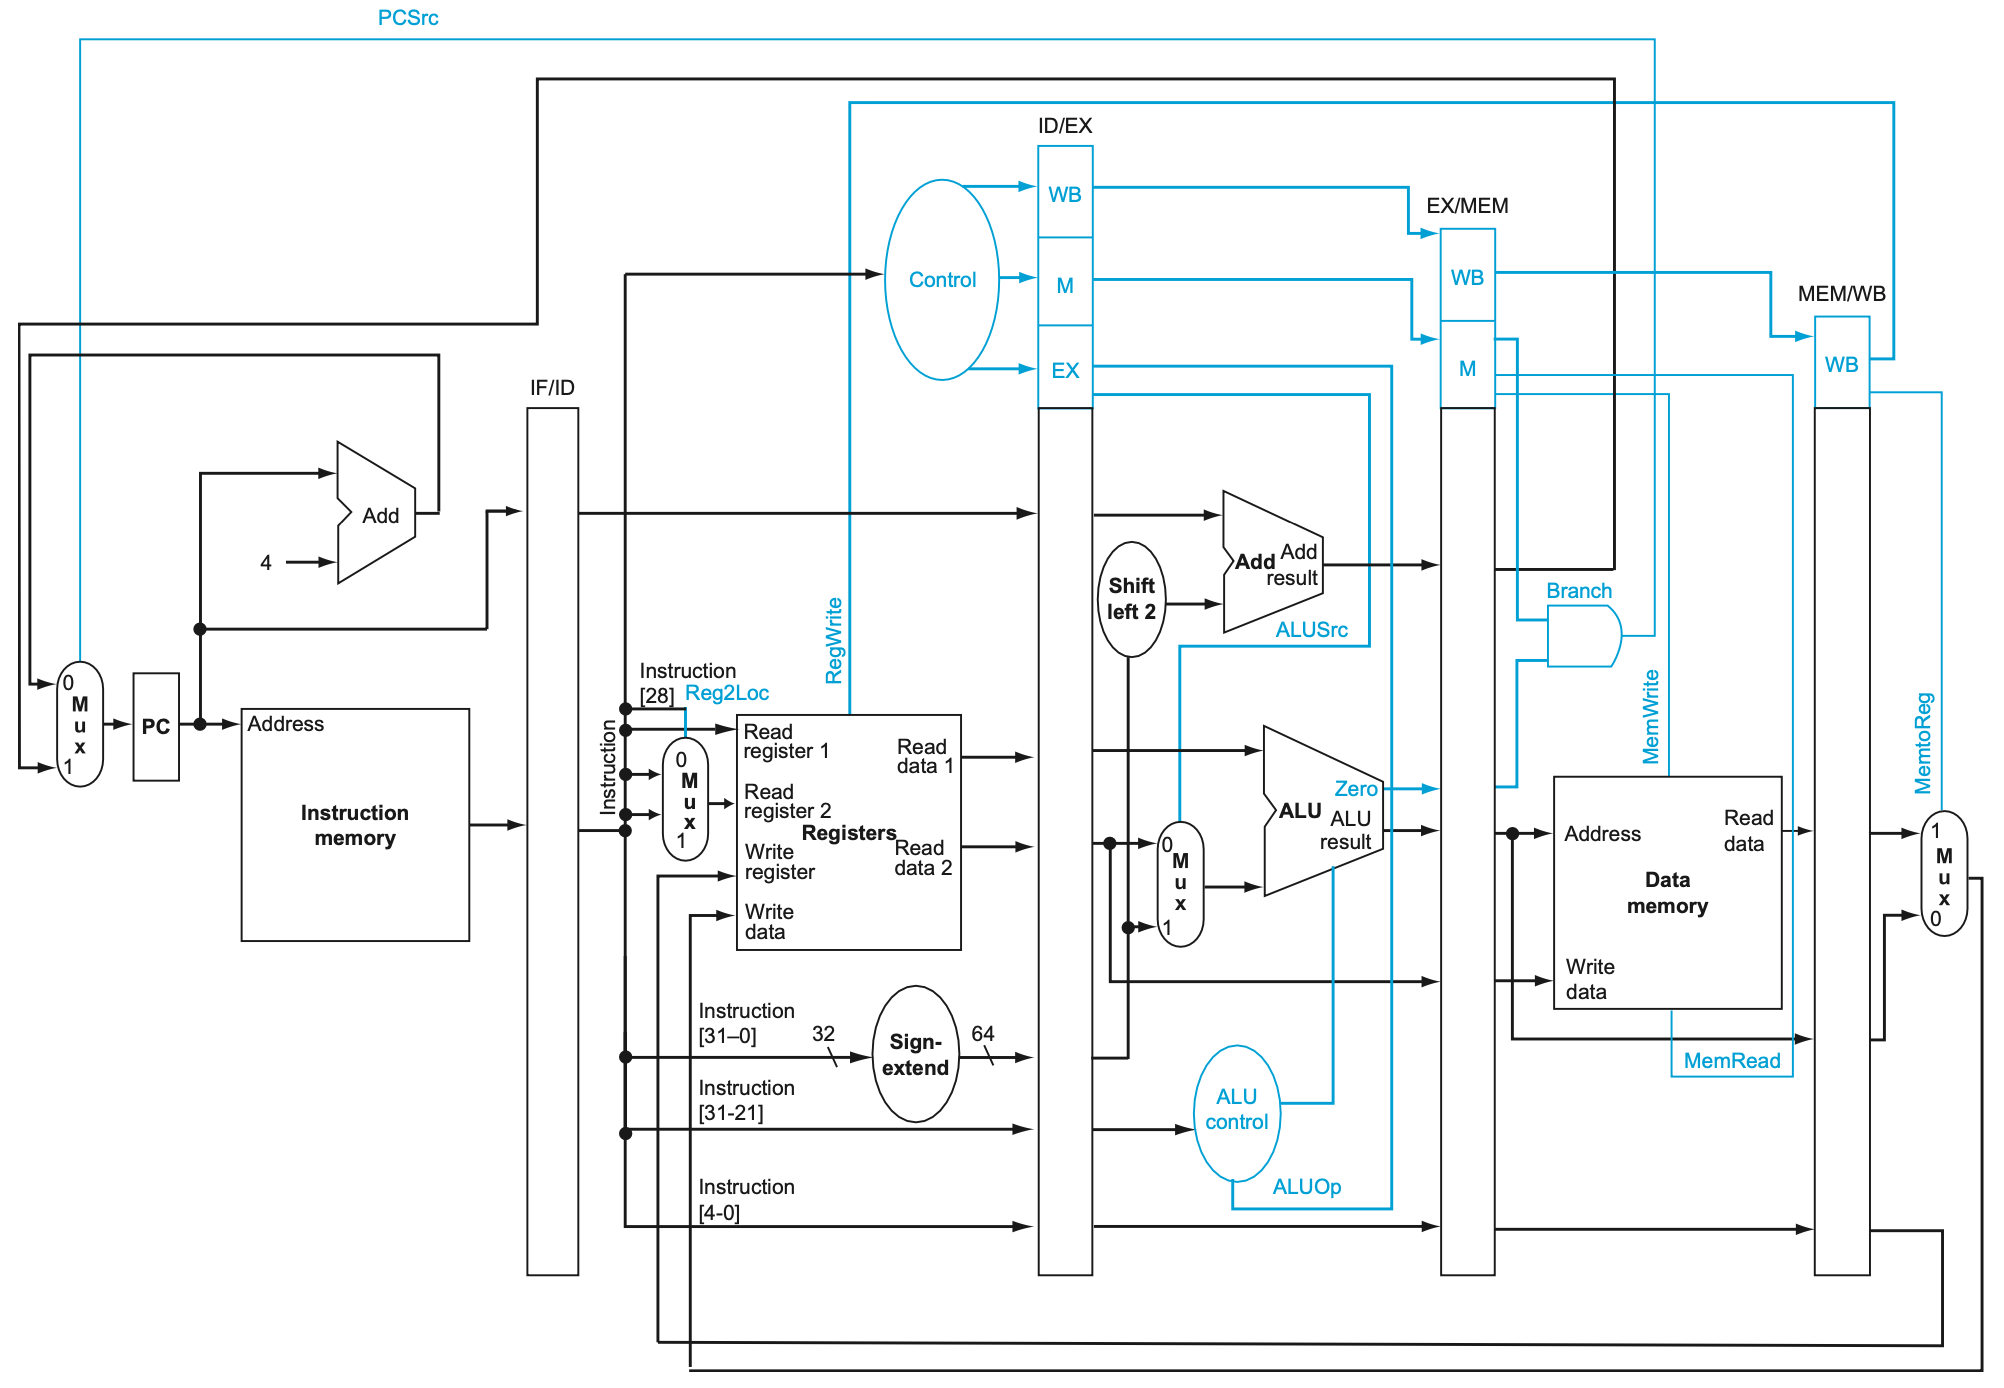 PCSrc
ID/EX
WB
EX/MEM
Control
M
WB
MEM/WB
IF/ID
EX
M
WB
Add
4
Shift
left 2
Add
Add
result
Branch
ALUSrc
RegWrite
MemWrite
MemtoReg
Instruction
[28]
Reg2Loc
0
M
u
x
1
PC
Address
Instruction
memory
Instruction
0
M
u
x
1
Read
register 1
Read
register 2
Registers
Write
register
Write
data
Read
data 1
Read
data 2
0
M
u
x
1
Zero
ALU
ALU
result
Address
Read
data
Data
memory
Write
data
1
M
u
x
0
MemRead
Instruction
[31–0]
32
Sign-
extend
64
Instruction
[31-21]
ALU
control
Instruction
[4-0]
ALUOp